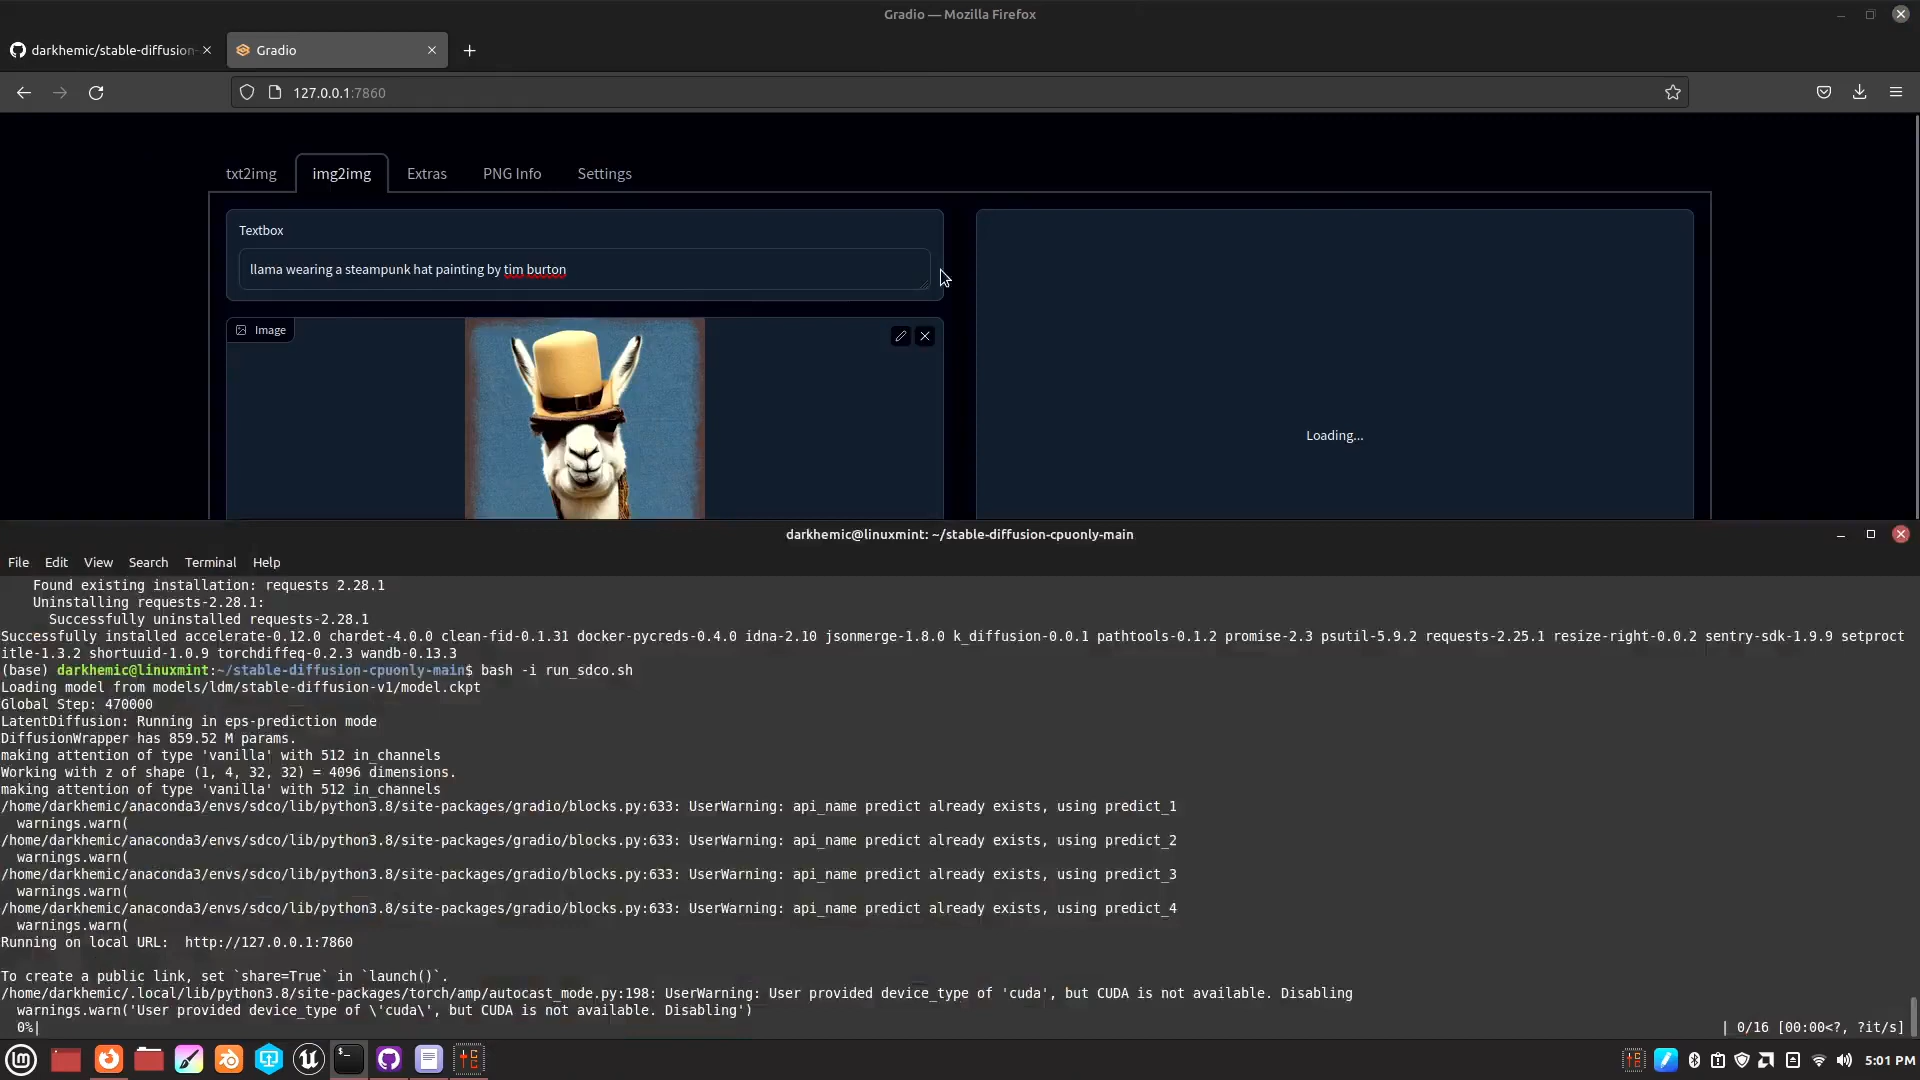 Gradio — Mozilla Firefox
darkhemic/stable-diffusion-
Gradio
127.0.0.1:7860
txt2img
img2img
Extras
PNG Info
Settings
Textbox
llama wearing a steampunk hat painting by tim burton
Image
Loading...
darkhemic@linuxmint: ~/stable-diffusion-cpuonly-main
File Edit View Search Terminal Help
Found existing installation: requests 2.28.1
Uninstalling requests-2.28.1:
Successfully uninstalled requests-2.28.1
Successfully installed accelerate-0.12.0 chardet-4.0.0 clean-fid-0.1.31 docker-pycreds-0.4.0 idna-2.10 jsonmerge-1.8.0 k_diffusion-0.0.1 pathtools-0.1.2 promise-2.3 psutil-5.9.2 requests-2.25.1 resize-right-0.0.2 sentry-sdk-1.9.9 setproct
itle-1.3.2 shortuuid-1.0.9 torchdiffeq-0.2.3 wandb-0.13.3
(base) darkhemic@linuxmint:~/stable-diffusion-cpuonly-main$ bash -i run_sdco.sh
Loading model from models/ldm/stable-diffusion-v1/model.ckpt
Global Step: 470000
LatentDiffusion: Running in eps-prediction mode
DiffusionWrapper has 859.52 M params.
making attention of type 'vanilla' with 512 in_channels
Working with z of shape (1, 4, 32, 32) = 4096 dimensions.
making attention of type 'vanilla' with 512 in_channels
/home/darkhemic/anaconda3/envs/sdco/lib/python3.8/site-packages/gradio/blocks.py:633: UserWarning: api_name predict already exists, using predict_1
warnings.warn(
/home/darkhemic/anaconda3/envs/sdco/lib/python3.8/site-packages/gradio/blocks.py:633: UserWarning: api_name predict already exists, using predict_2
warnings.warn(
/home/darkhemic/anaconda3/envs/sdco/lib/python3.8/site-packages/gradio/blocks.py:633: UserWarning: api_name predict already exists, using predict_3
warnings.warn(
/home/darkhemic/anaconda3/envs/sdco/lib/python3.8/site-packages/gradio/blocks.py:633: UserWarning: api_name predict already exists, using predict_4
warnings.warn(
Running on local URL:  http://127.0.0.1:7860
To create a public link, set `share=True` in `launch()`.
/home/darkhemic/.local/lib/python3.8/site-packages/torch/amp/autocast_mode.py:198: UserWarning: User provided device_type of 'cuda', but CUDA is not available. Disabling
warnings.warn('User provided device_type of \'cuda\', but CUDA is not available. Disabling')
0%| | 0/16 [00:00<?, ?it/s]
5:01 PM